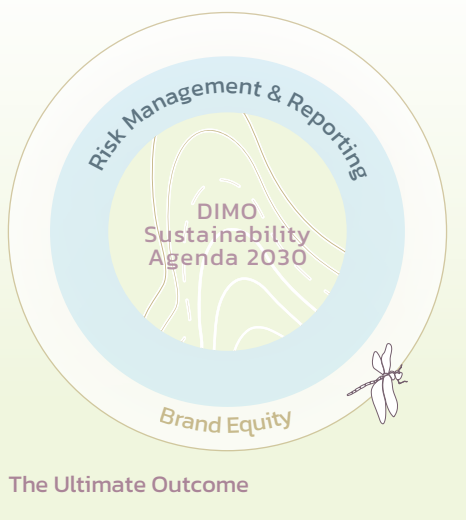 Risk Management & Reporting
DIMO
Sustainability
Agenda 2030
Brand Equity
The Ultimate Outcome